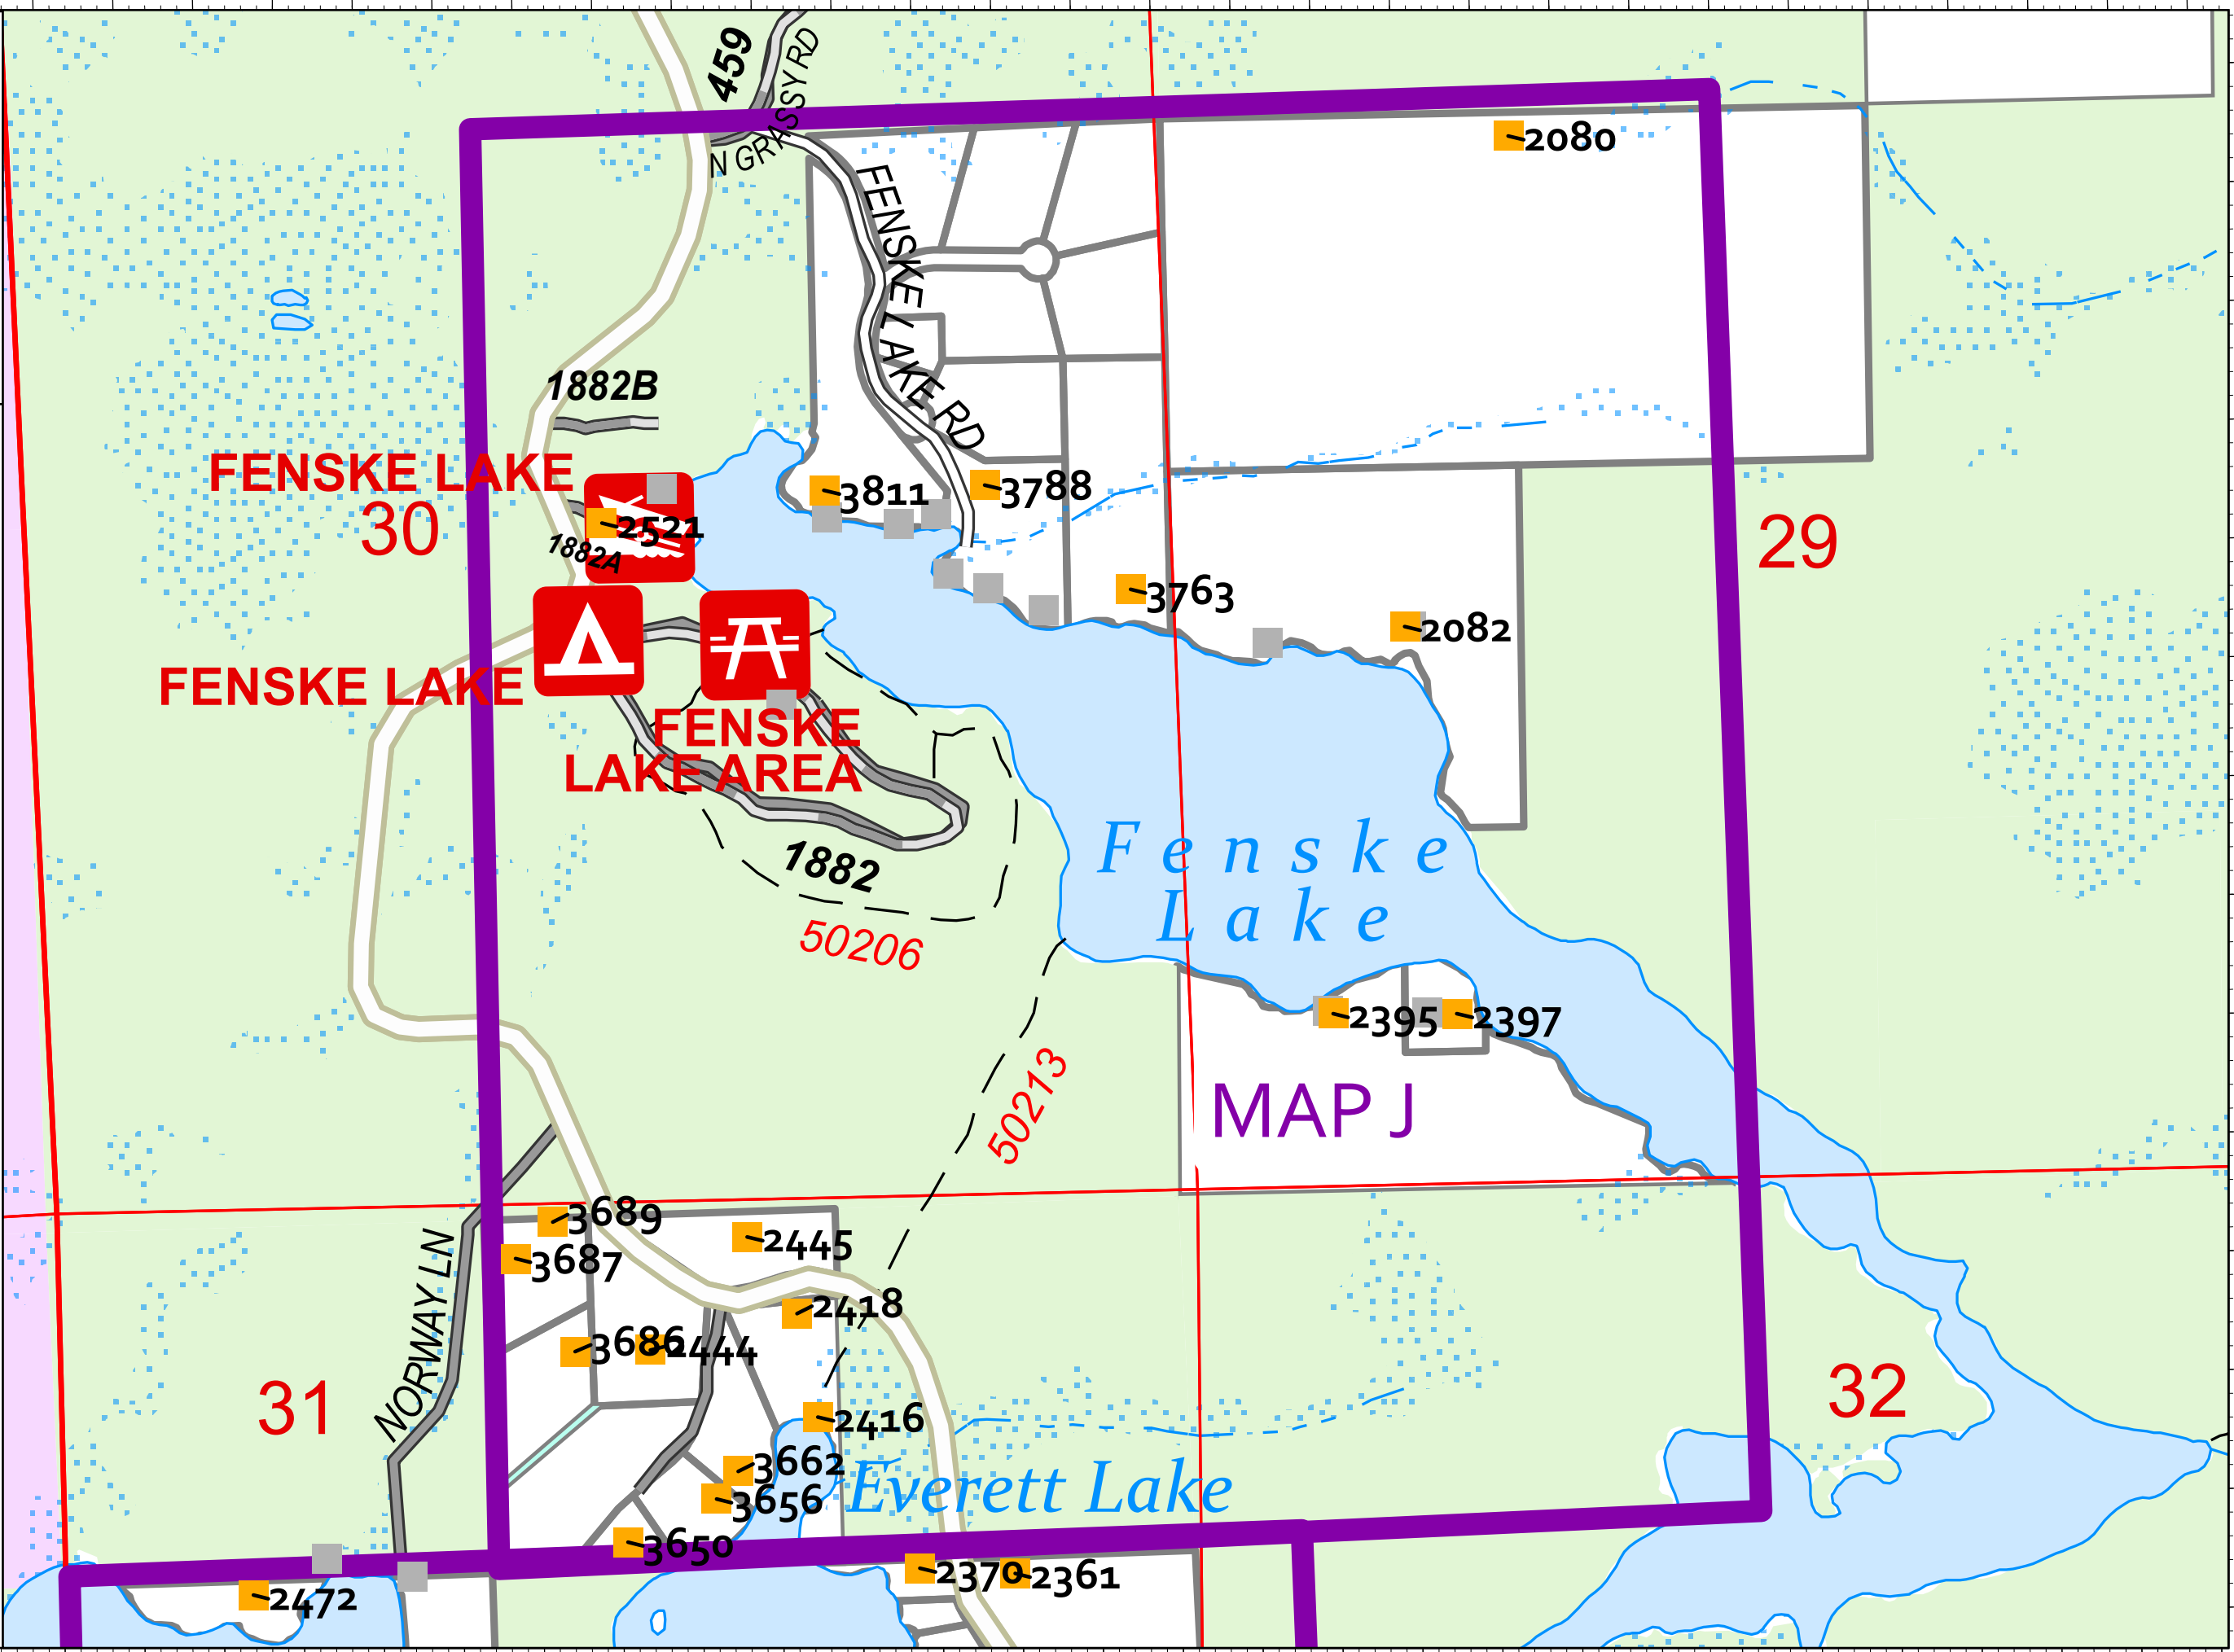 459
N GRASSY RD
2080
FENSKE LAKE RD
1882B
FENSKE LAKE
30
3811
3788
2521
1882A
29
3763
2082
FENSKE LAKE
FENSKE
LAKE AREA
Fenske
Lake
1882
50206
2395
2397
50213
MAP J
3689
3687
2445
NORWAY LN
2418
3686
2444
31
32
2416
3662
3656
Everett Lake
3650
2370
2361
2472